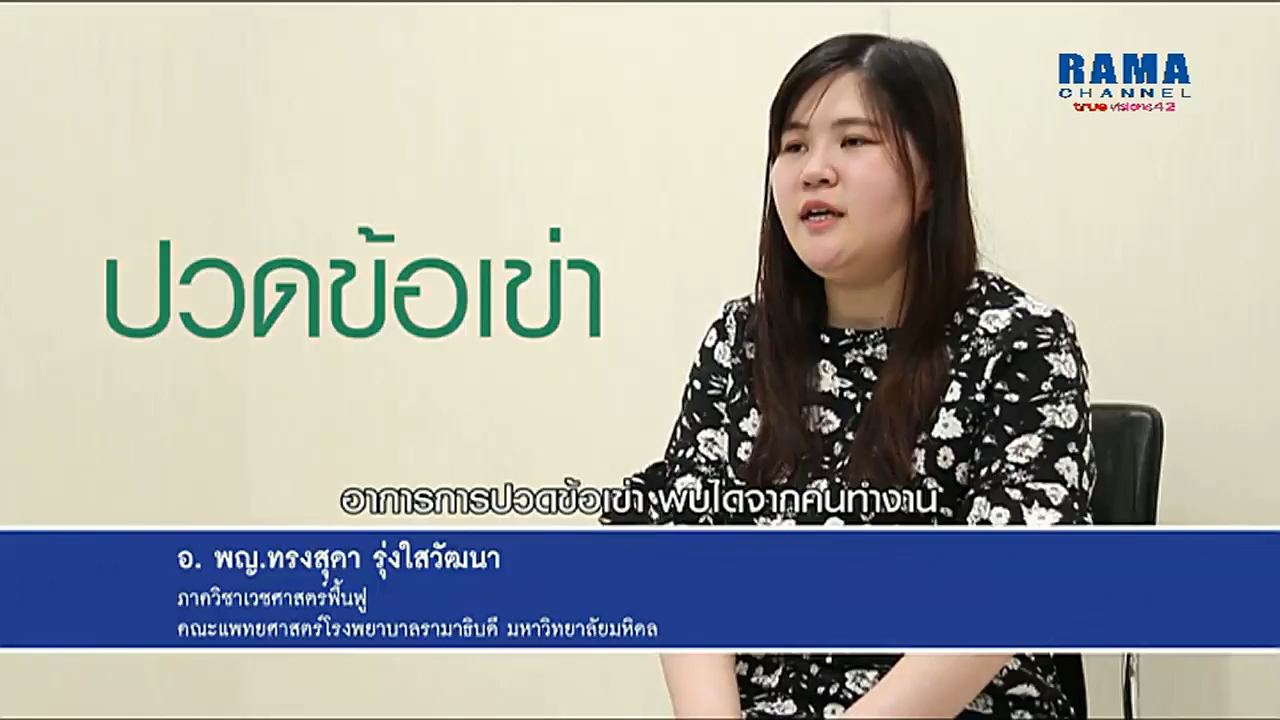 RAMA
CHANNEL
true visions 42
ปวดข้อเข่า
อาการการปวดข้อเข่า พบได้จากคนทำงาน
อ. พญ.ทรงสุดา รุ่งใสวัฒนา
ภาควิชาเวชศาสตร์ฟื้นฟู
คณะแพทยศาสตร์โรงพยาบาลรามาธิบดี มหาวิทยาลัยมหิดล